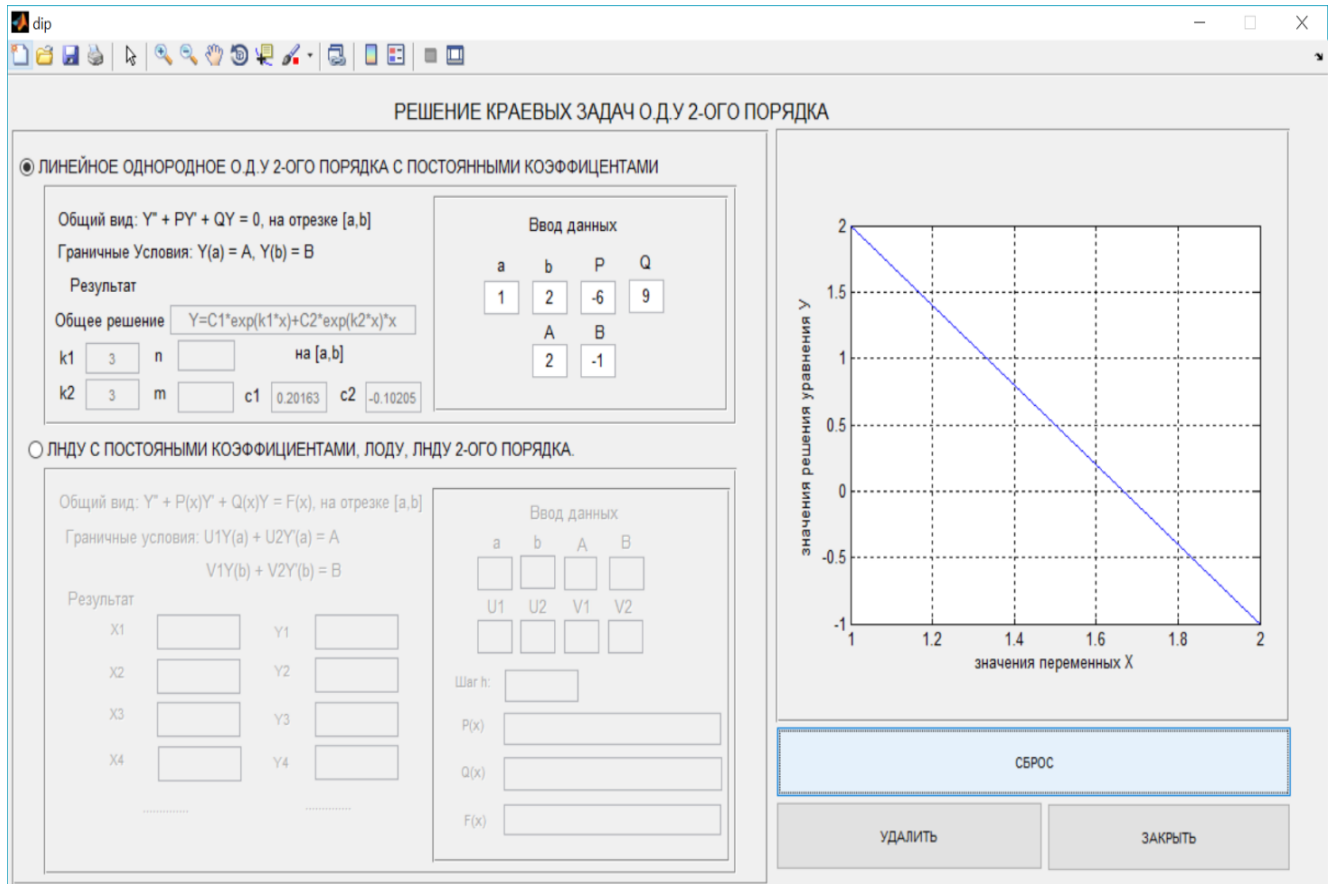 dip
РЕШЕНИЕ КРАЕВЫХ ЗАДАЧ О.Д.У 2-ОГО ПОРЯДКА
ЛИНЕЙНОЕ ОДНОРОДНОЕ О.Д.У 2-ОГО ПОРЯДКА С ПОСТОЯННЫМИ КОЭФФИЦЕНТАМИ
Общий вид: Y" + PY' + QY = 0, на отрезке [a,b]
Граничные Условия: Y(a) = A, Y(b) = B
Результат
Общее решение Y=C1*exp(k1*x)+C2*exp(k2*x)*x
k1 3 n на [a,b]
k2 3 m c1 0.20163 c2 -0.10205
Ввод данных
a b P Q
1 2 -6 9
A B
2 -1
ЛНДУ С ПОСТОЯНЫМИ КОЭФФИЦИЕНТАМИ, ЛОДУ, ЛНДУ 2-ОГО ПОРЯДКА.
Общий вид: Y" + P(x)Y' + Q(x)Y = F(x), на отрезке [a,b]
Граничные условия: U1Y(a) + U2Y'(a) = A
V1Y(b) + V2Y'(b) = B
Результат
X1 Y1
X2 Y2
X3 Y3
X4 Y4
.............. ..............
Ввод данных
a b A B
U1 U2 V1 V2
Шаг h:
P(x)
Q(x)
F(x)
значения решения уравнения У
2
1.5
1
0.5
0
-0.5
-1
1 1.2 1.4 1.6 1.8 2
значения переменных Х
СБРОС
УДАЛИТЬ ЗАКРЫТЬ